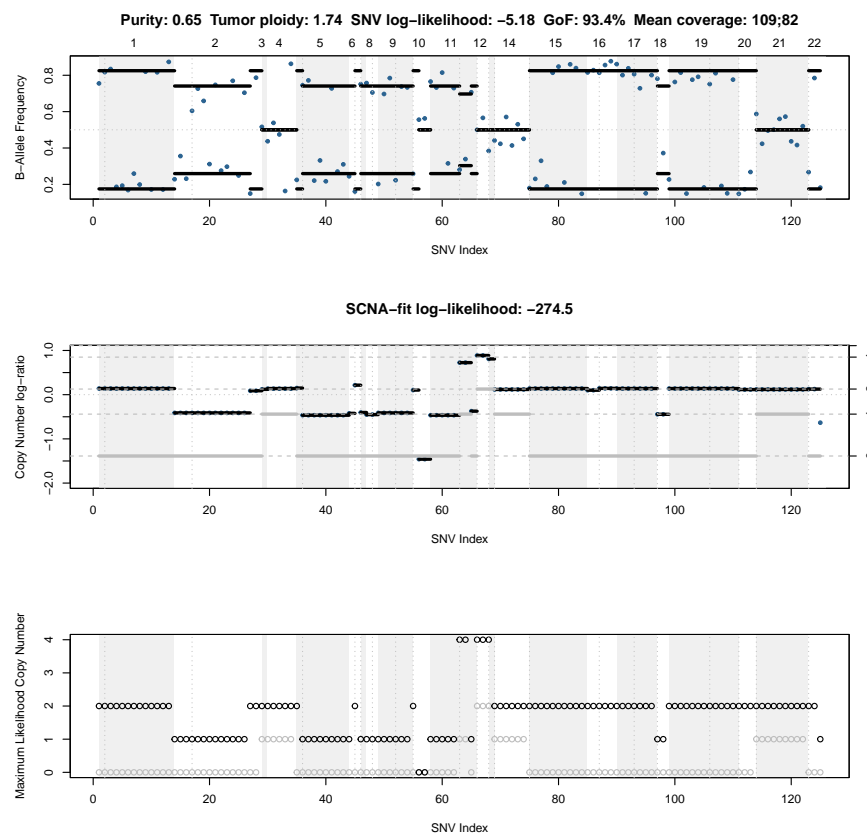 Purity: 0.65 Tumor ploidy: 1.74 SNV log−likelihood: −5.18 GoF: 93.4% Mean coverage: 109;82
1 2 3 4 5 6 8 9 10 11 12 14 15 16 17 18 19 20 21 22
B−Allele Frequency
0.8
0.6
0.4
0.2
0 20 40 60 80 100 120
SNV Index
SCNA−fit log−likelihood: −274.5
Copy Number log−ratio
1.0
0.0
−1.0
−2.0
0 20 40 60 80 100 120
SNV Index
Maximum Likelihood Copy Number
4
3
2
1
0
0 20 40 60 80 100 120
SNV Index